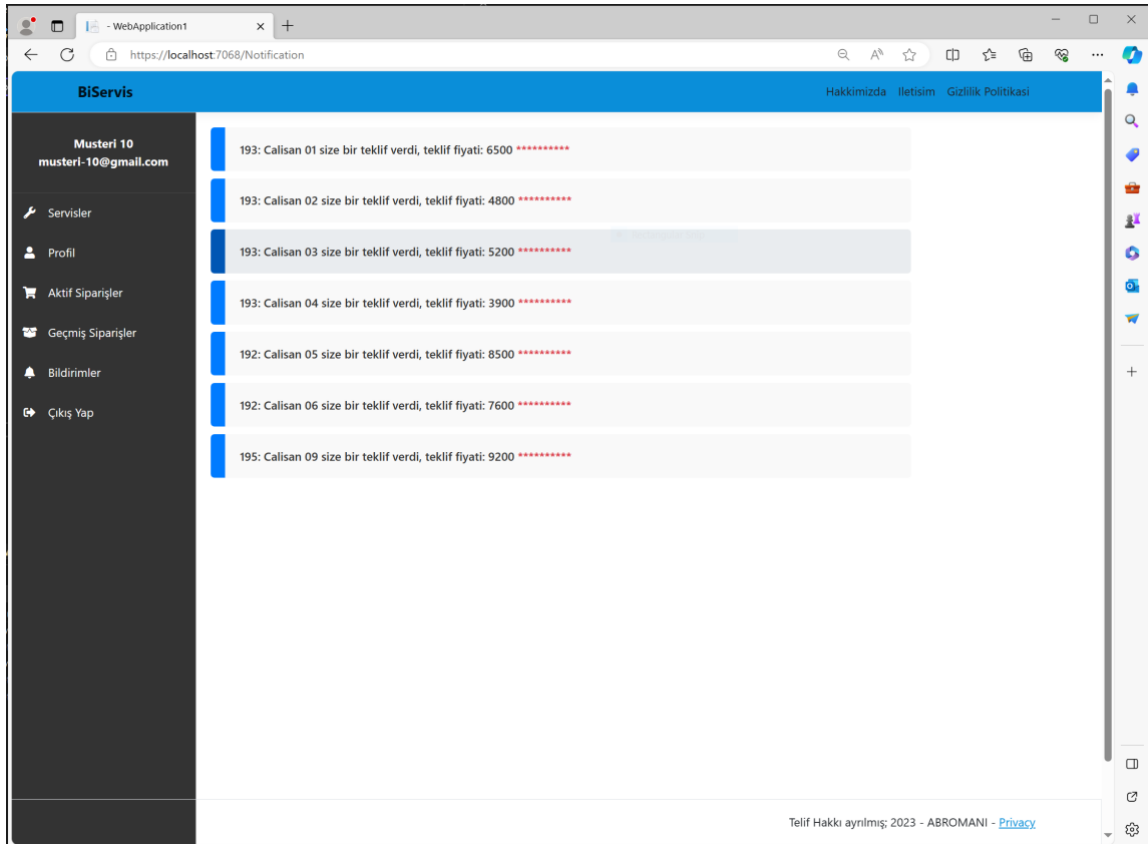 - WebApplication1
https://localhost:7068/Notification
BiServis
Hakkimizda Iletisim Gizlilik Politikasi
Musteri 10
musteri-10@gmail.com
Servisler
Profil
Aktif Siparişler
Geçmiş Siparişler
Bildirimler
Çıkış Yap
193: Calisan 01 size bir teklif verdi, teklif fiyati: 6500 **********
193: Calisan 02 size bir teklif verdi, teklif fiyati: 4800 **********
193: Calisan 03 size bir teklif verdi, teklif fiyati: 5200 **********
193: Calisan 04 size bir teklif verdi, teklif fiyati: 3900 **********
192: Calisan 05 size bir teklif verdi, teklif fiyati: 8500 **********
192: Calisan 06 size bir teklif verdi, teklif fiyati: 7600 **********
195: Calisan 09 size bir teklif verdi, teklif fiyati: 9200 **********
Telif Hakkı ayrılmış; 2023 - ABROMANI - Privacy